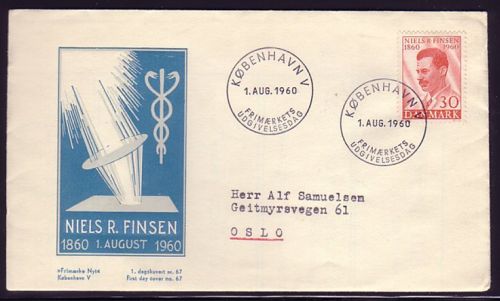 NIELS R. FINSEN
1860 1. AUGUST 1960
»Frimærke Nyt«
København V
1. dagskuvert nr. 67
First day cover no. 67
KØBENHAVN V
1. AUG. 1960
FRIMÆRKETS
UDGIVELSESDAG
KØBENHAVN
1. AUG. 1960
FRIMÆRKETS
UDGIVELSESDAG
NIELS R. FINSEN
1860 1960
30
DANMARK
Herr Alf Samuelsen
Geitmyrsvegen 61
OSLO